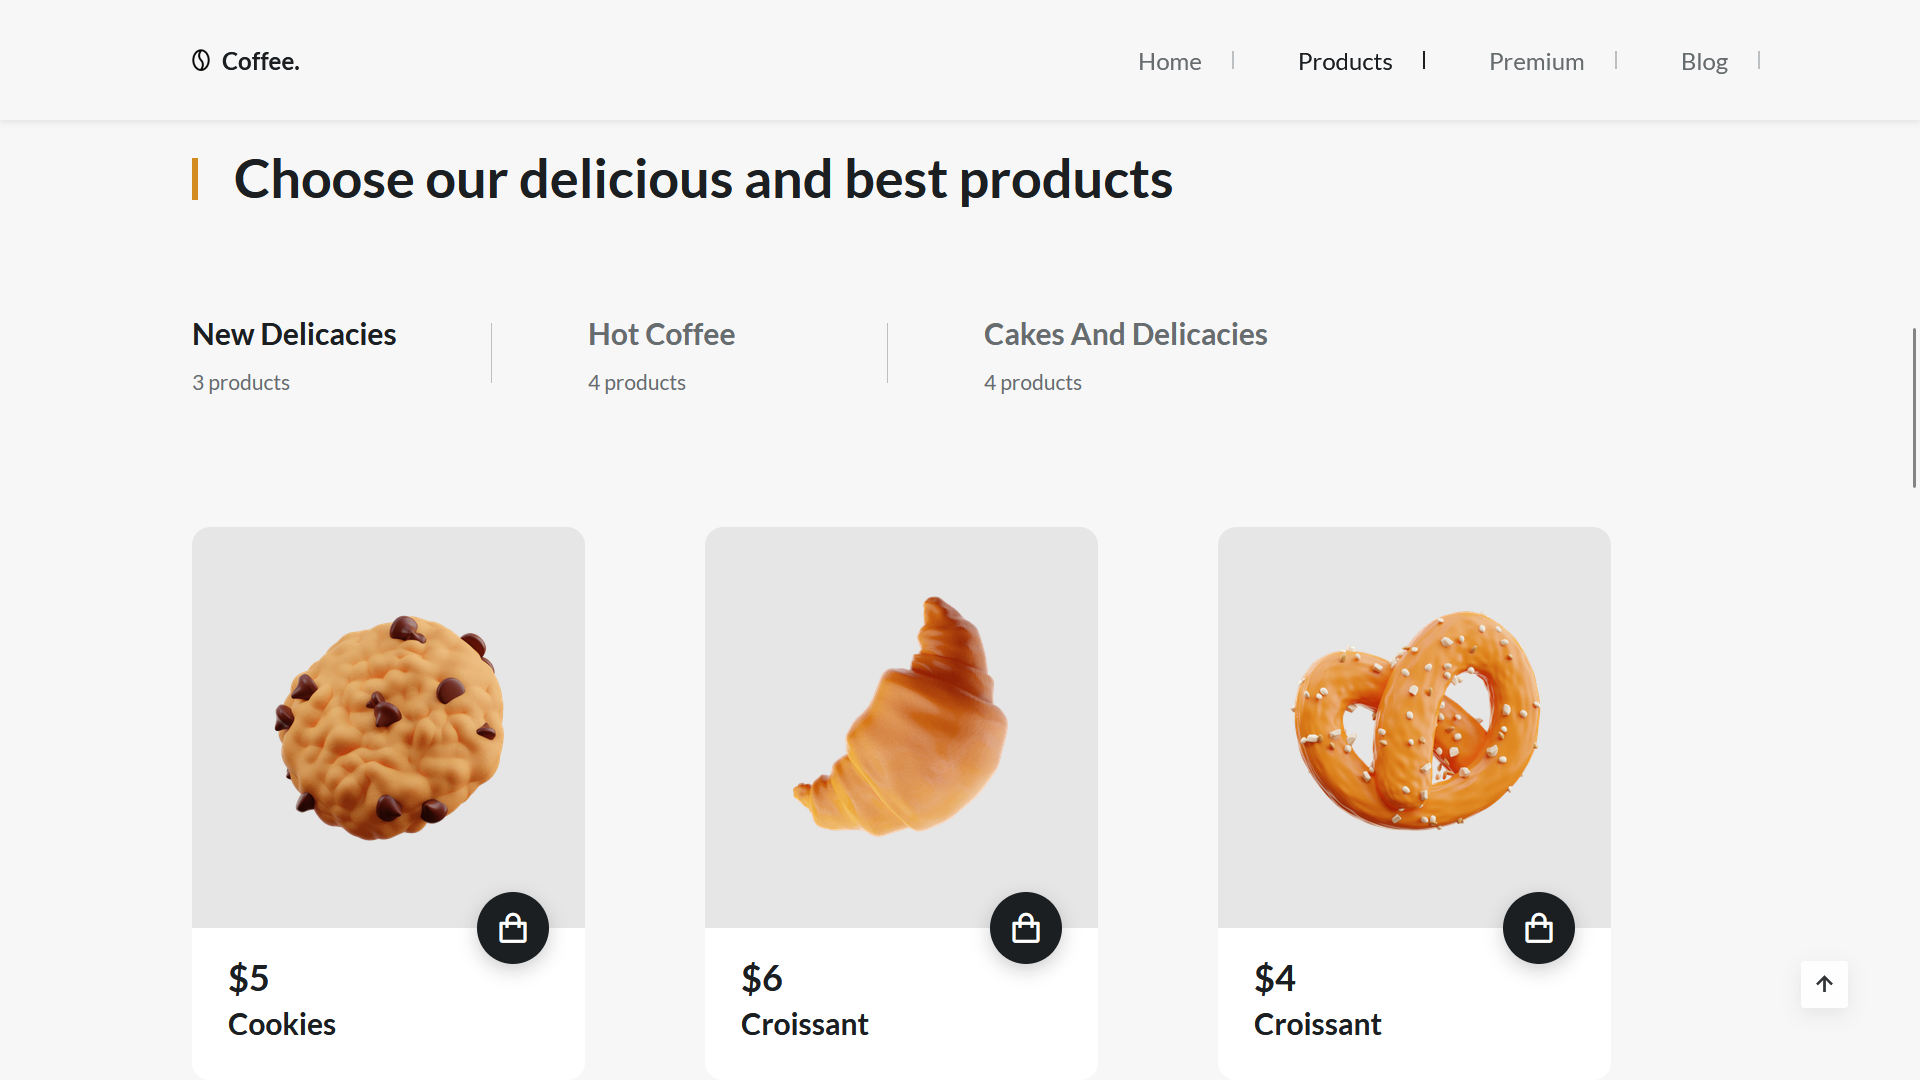 Coffee.
Home
Products
Premium
Blog
Choose our delicious and best products
New Delicacies
3 products
Hot Coffee
4 products
Cakes And Delicacies
4 products
$5
Cookies
$6
Croissant
$4
Croissant